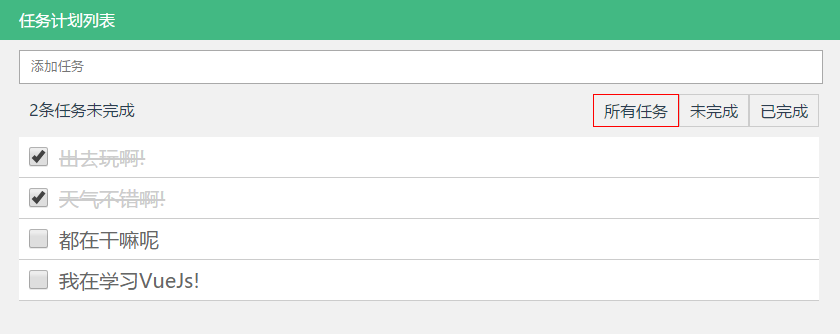 任务计划列表
添加任务
2条任务未完成 所有任务 未完成 已完成
出去玩啊!
天气不错啊!
都在干嘛呢
我在学习VueJs!